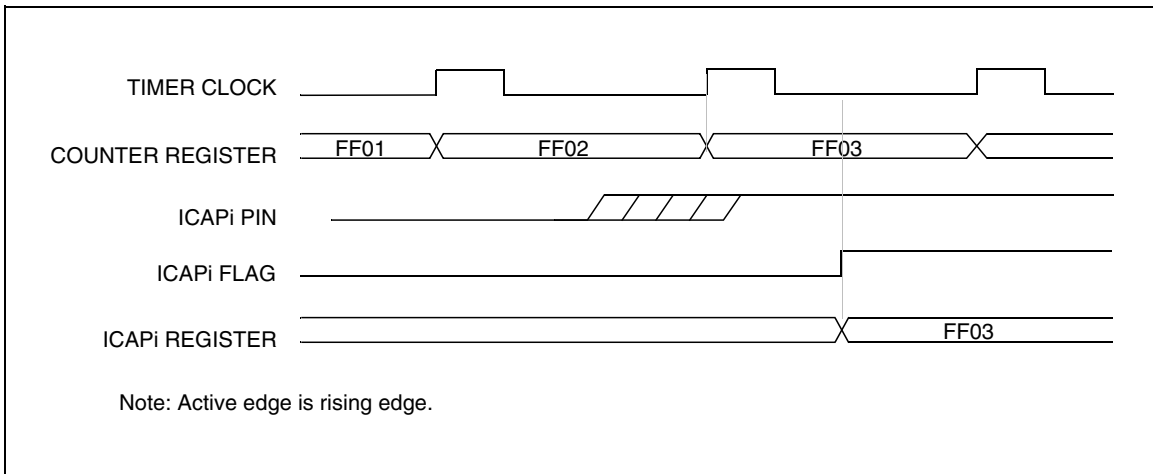 TIMER CLOCK
COUNTER REGISTER FF01 FF02 FF03
ICAPi PIN
ICAPi FLAG
ICAPi REGISTER FF03
Note: Active edge is rising edge.